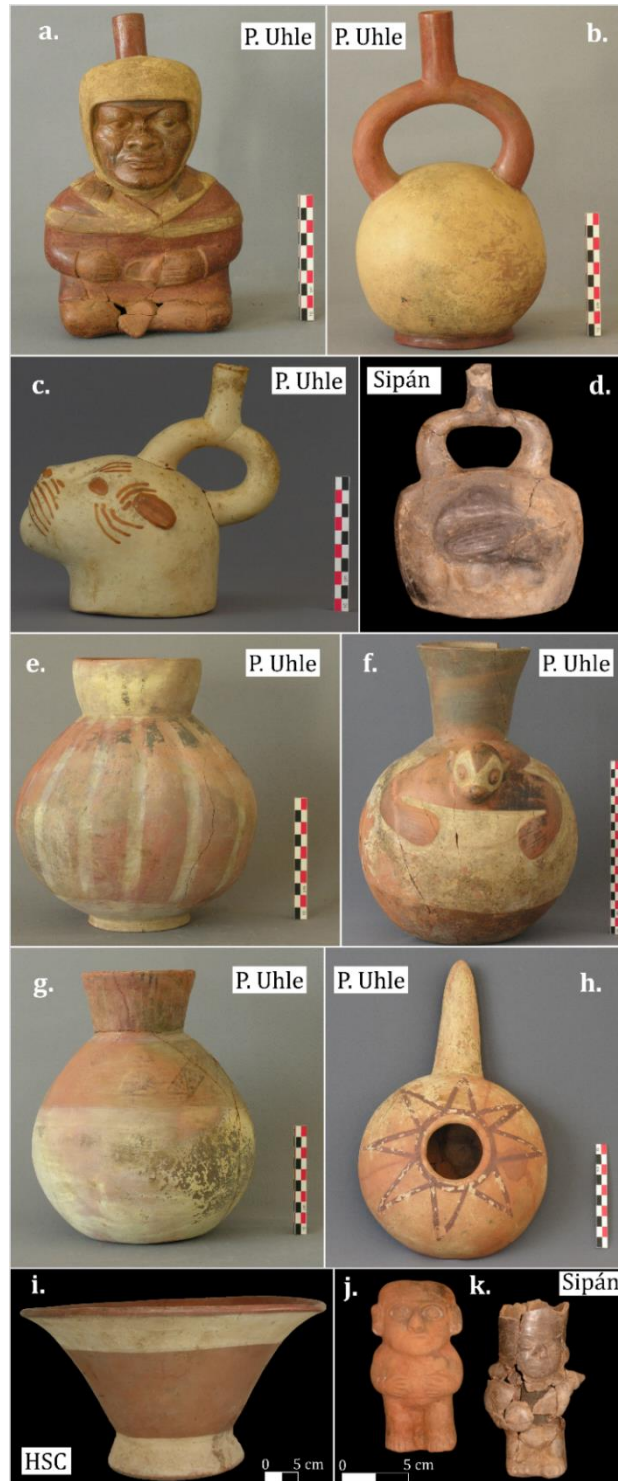 a. P. Uhle
P. Uhle b.
c. P. Uhle
Sipán d.
e. P. Uhle
f. P. Uhle
g. P. Uhle
P. Uhle h.
i.
HSC
0 5 cm
j. k. Sipán
0 5 cm